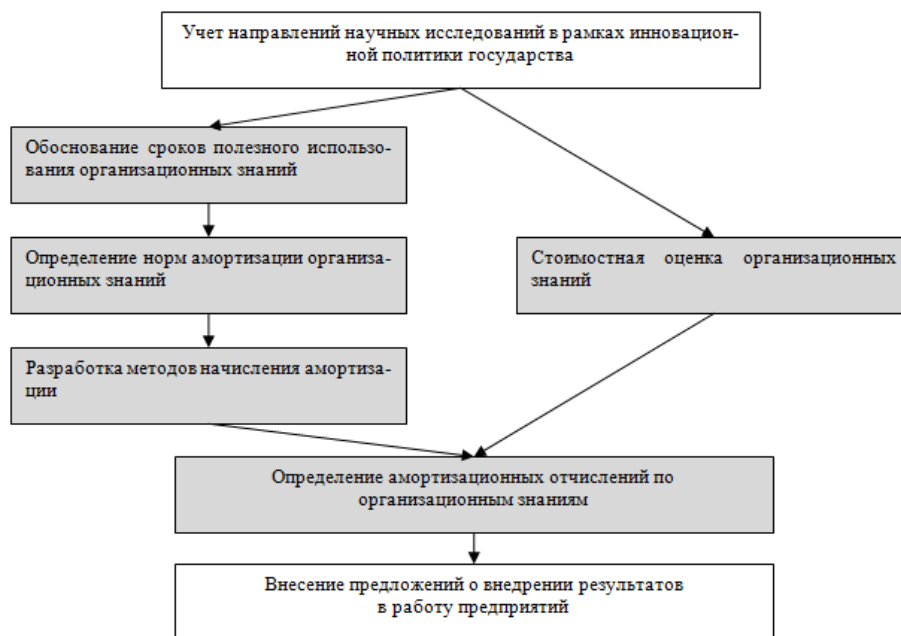 Учет направлений научных исследований в рамках инновацион-
ной политики государства
Обоснование сроков полезного использо-
вания организационных знаний
Определение норм амортизации организа-
ционных знаний
Стоимостная оценка организационных
знаний
Разработка методов начисления амортиза-
ции
Определение амортизационных отчислений по
организационным знаниям
Внесение предложений о внедрении результатов
в работу предприятий